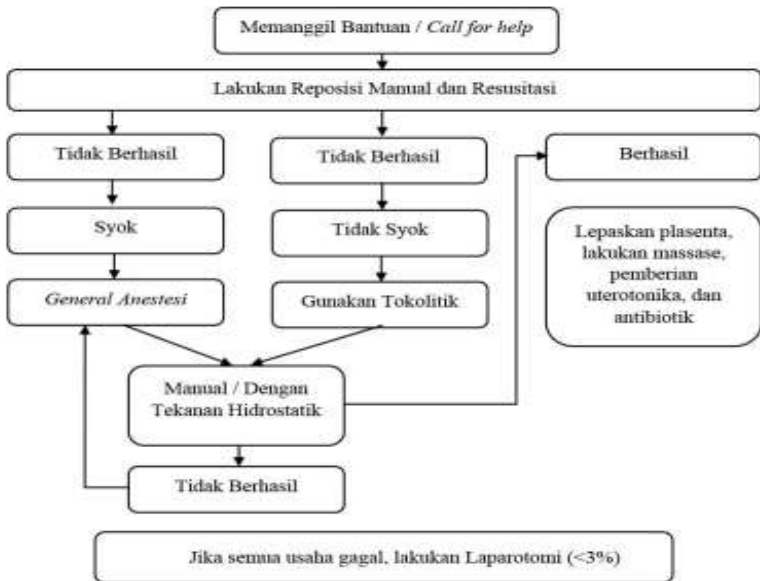 Memanggil Bantuan / Call for help
Lakukan Reposisi Manual dan Resusitasi
Tidak Berhasil
Tidak Berhasil
Berhasil
Syok
Tidak Syok
Lepaskan plasenta,
lakukan massase,
pemberian
uterotonika, dan
antibiotik
General Anestesi
Gunakan Tokolitik
Manual / Dengan
Tekanan Hidrostatik
Tidak Berhasil
Jika semua usaha gagal, lakukan Laparotomi (<3%)